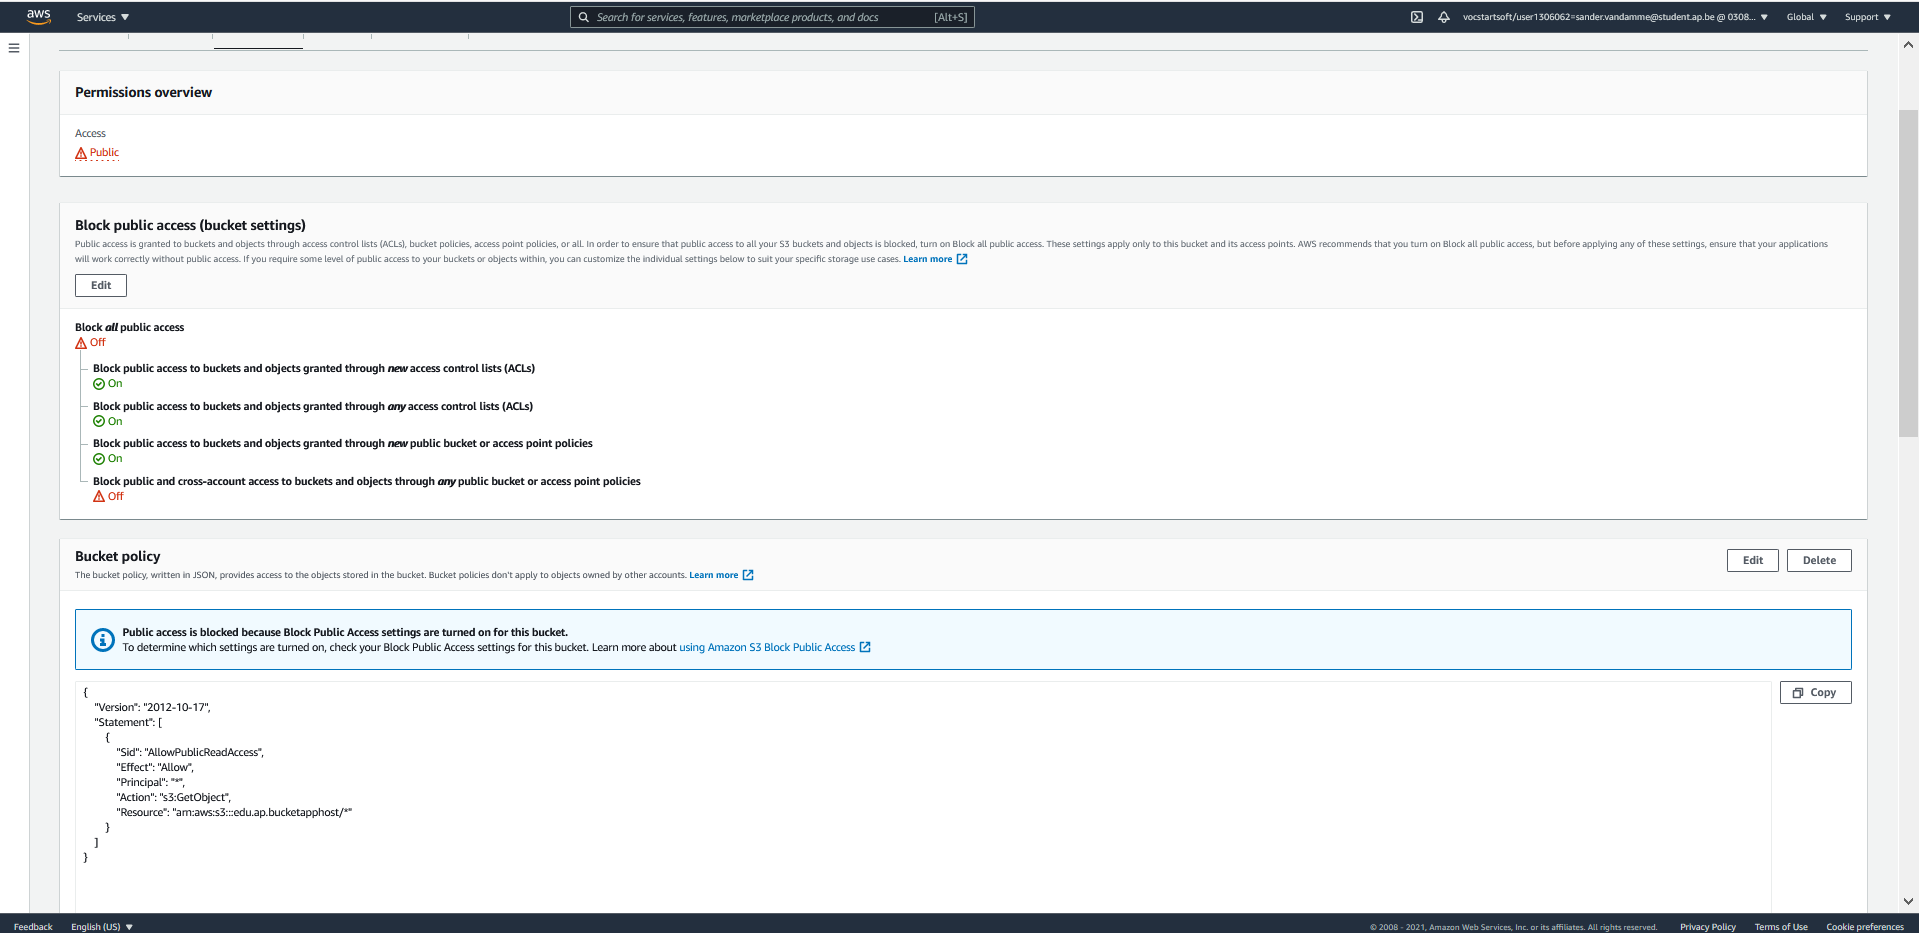 aws
Services
Search for services, features, marketplace products, and docs
[Alt+S]
vocstartsoft/user1306062=sander.vandamme@student.ap.be @ 0308...
Global
Support
Permissions overview
Access
Public
Block public access (bucket settings)
Public access is granted to buckets and objects through access control lists (ACLs), bucket policies, access point policies, or all. In order to ensure that public access to all your S3 buckets and objects is blocked, turn on Block all public access. These settings apply only to this bucket and its access points. AWS recommends that you turn on Block all public access, but before applying any of these settings, ensure that your applications
will work correctly without public access. If you require some level of public access to your buckets or objects within, you can customize the individual settings below to suit your specific storage use cases. Learn more
Edit
Block all public access
Off
Block public access to buckets and objects granted through new access control lists (ACLs)
On
Block public access to buckets and objects granted through any access control lists (ACLs)
On
Block public access to buckets and objects granted through new public bucket or access point policies
On
Block public and cross-account access to buckets and objects through any public bucket or access point policies
Off
Bucket policy
Edit
Delete
The bucket policy, written in JSON, provides access to the objects stored in the bucket. Bucket policies don't apply to objects owned by other accounts. Learn more
Public access is blocked because Block Public Access settings are turned on for this bucket.
To determine which settings are turned on, check your Block Public Access settings for this bucket. Learn more about using Amazon S3 Block Public Access
Copy
{
"Version": "2012-10-17",
"Statement": [
{
"Sid": "AllowPublicReadAccess",
"Effect": "Allow",
"Principal": "*",
"Action": "s3:GetObject",
"Resource": "arn:aws:s3:::edu.ap.bucketapphost/*"
}
]
}
Feedback
English (US)
© 2008 - 2021, Amazon Web Services, Inc. or its affiliates. All rights reserved.
Privacy Policy
Terms of Use
Cookie preferences